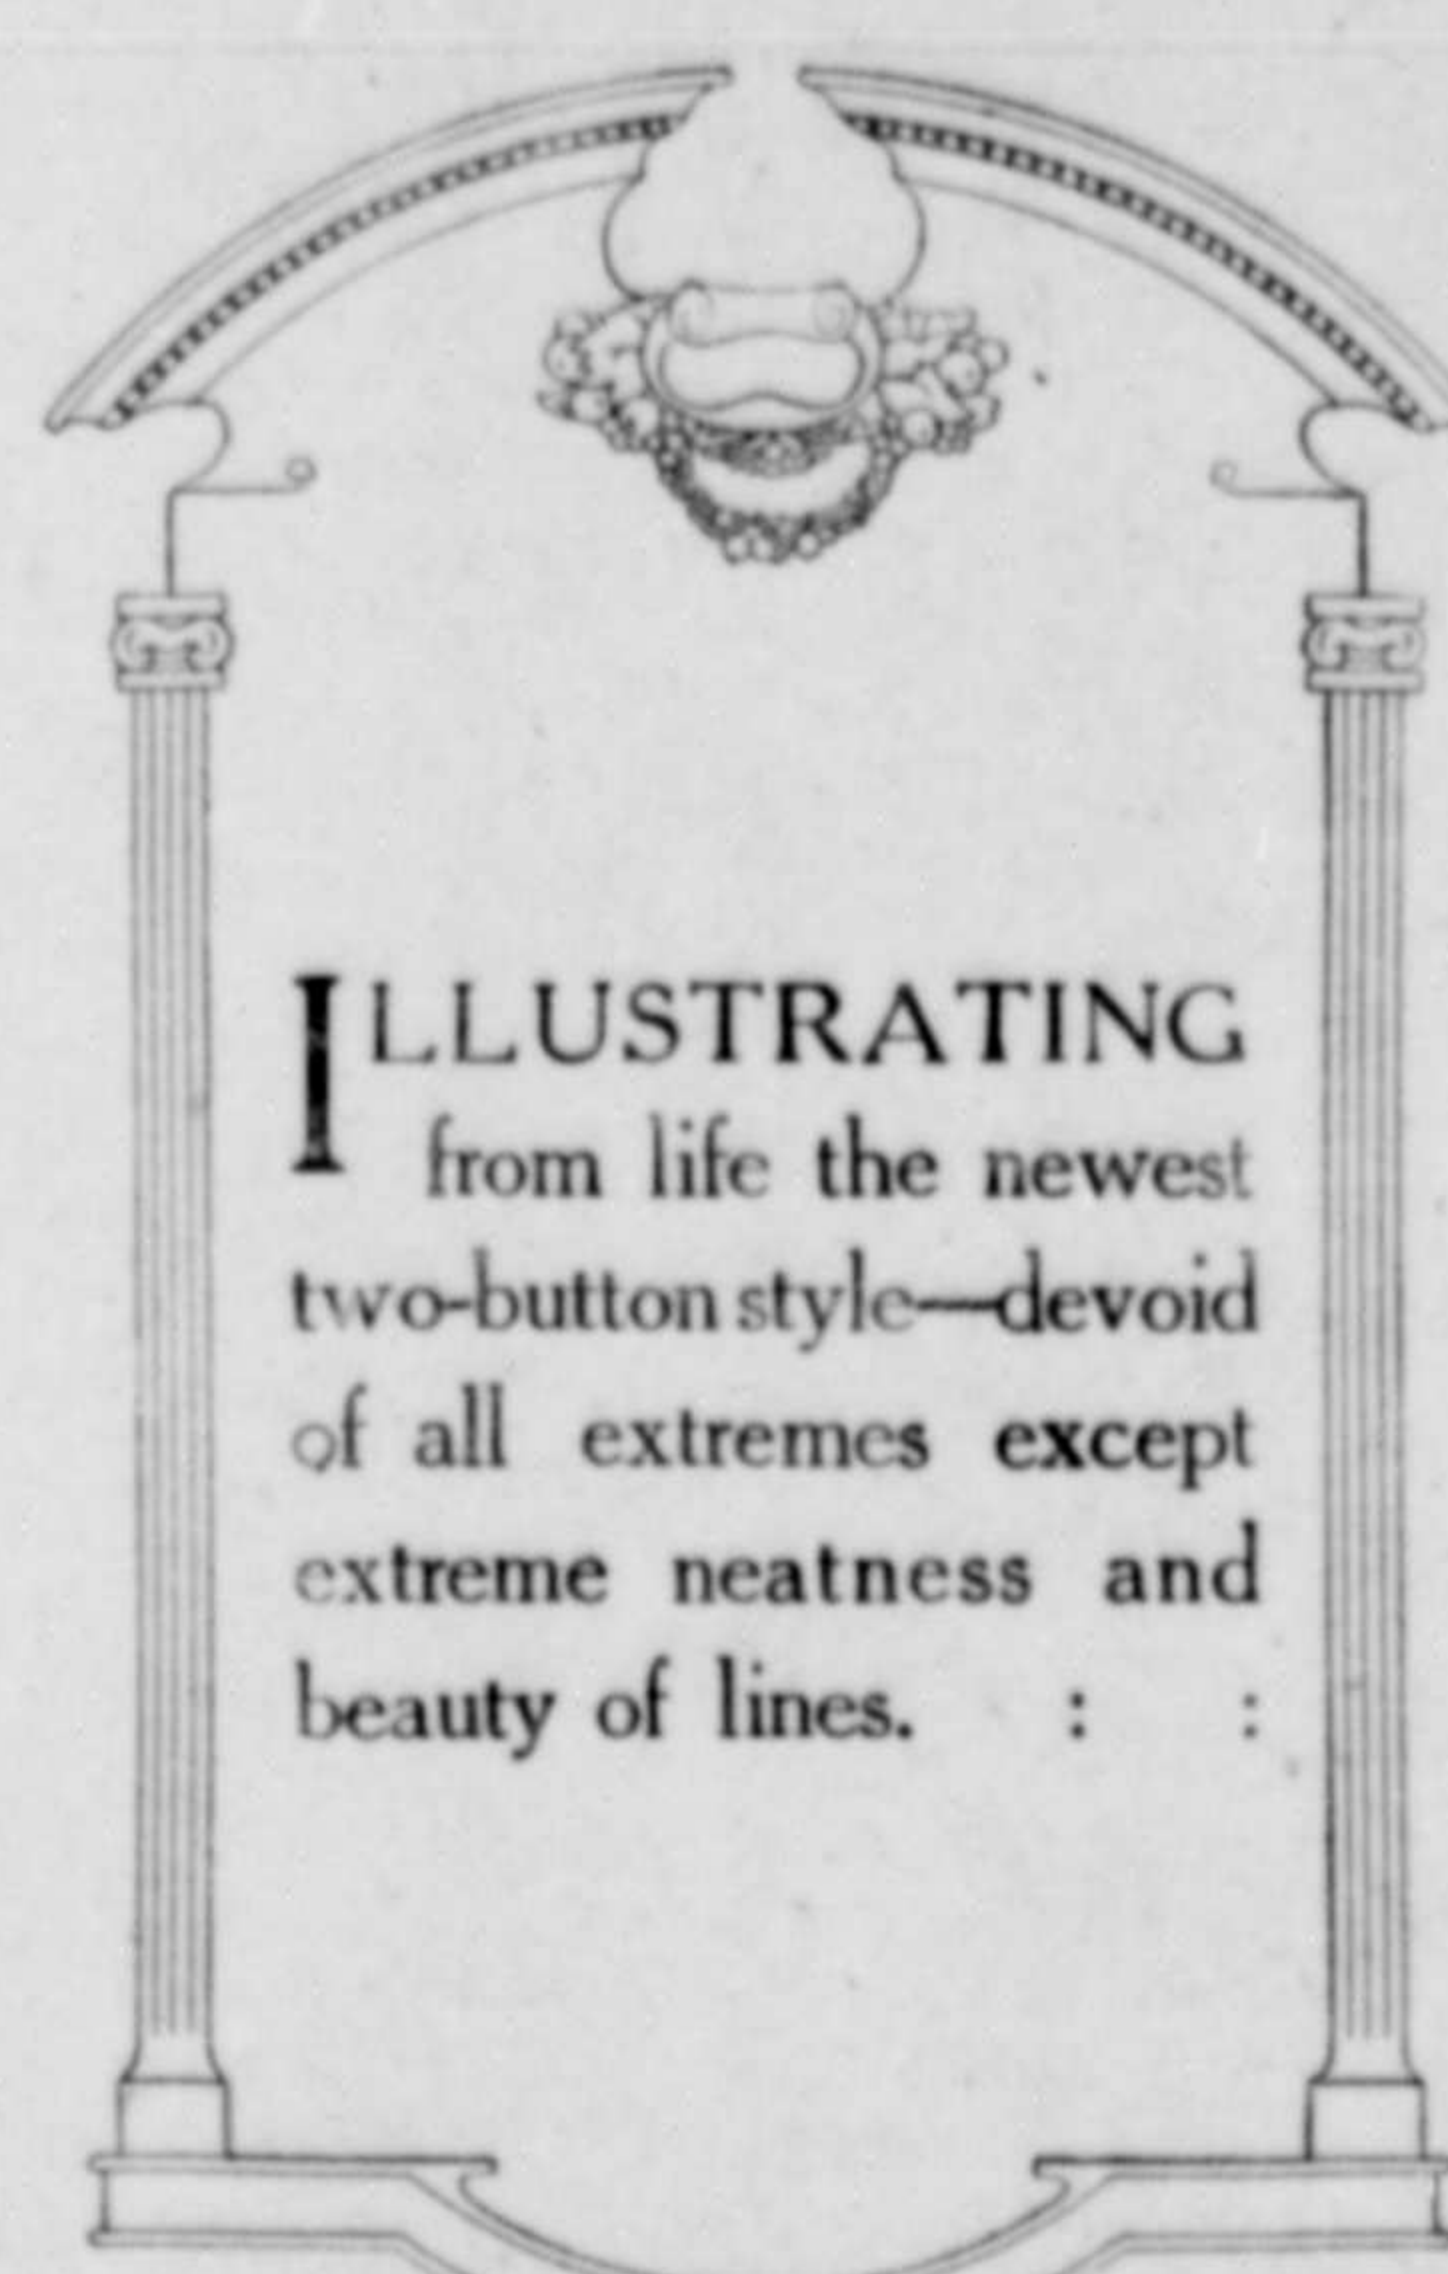 ILLUSTRATING
from life the newest
two-button style—devoid
of all extremes except
extreme neatness and
beauty of lines. : :